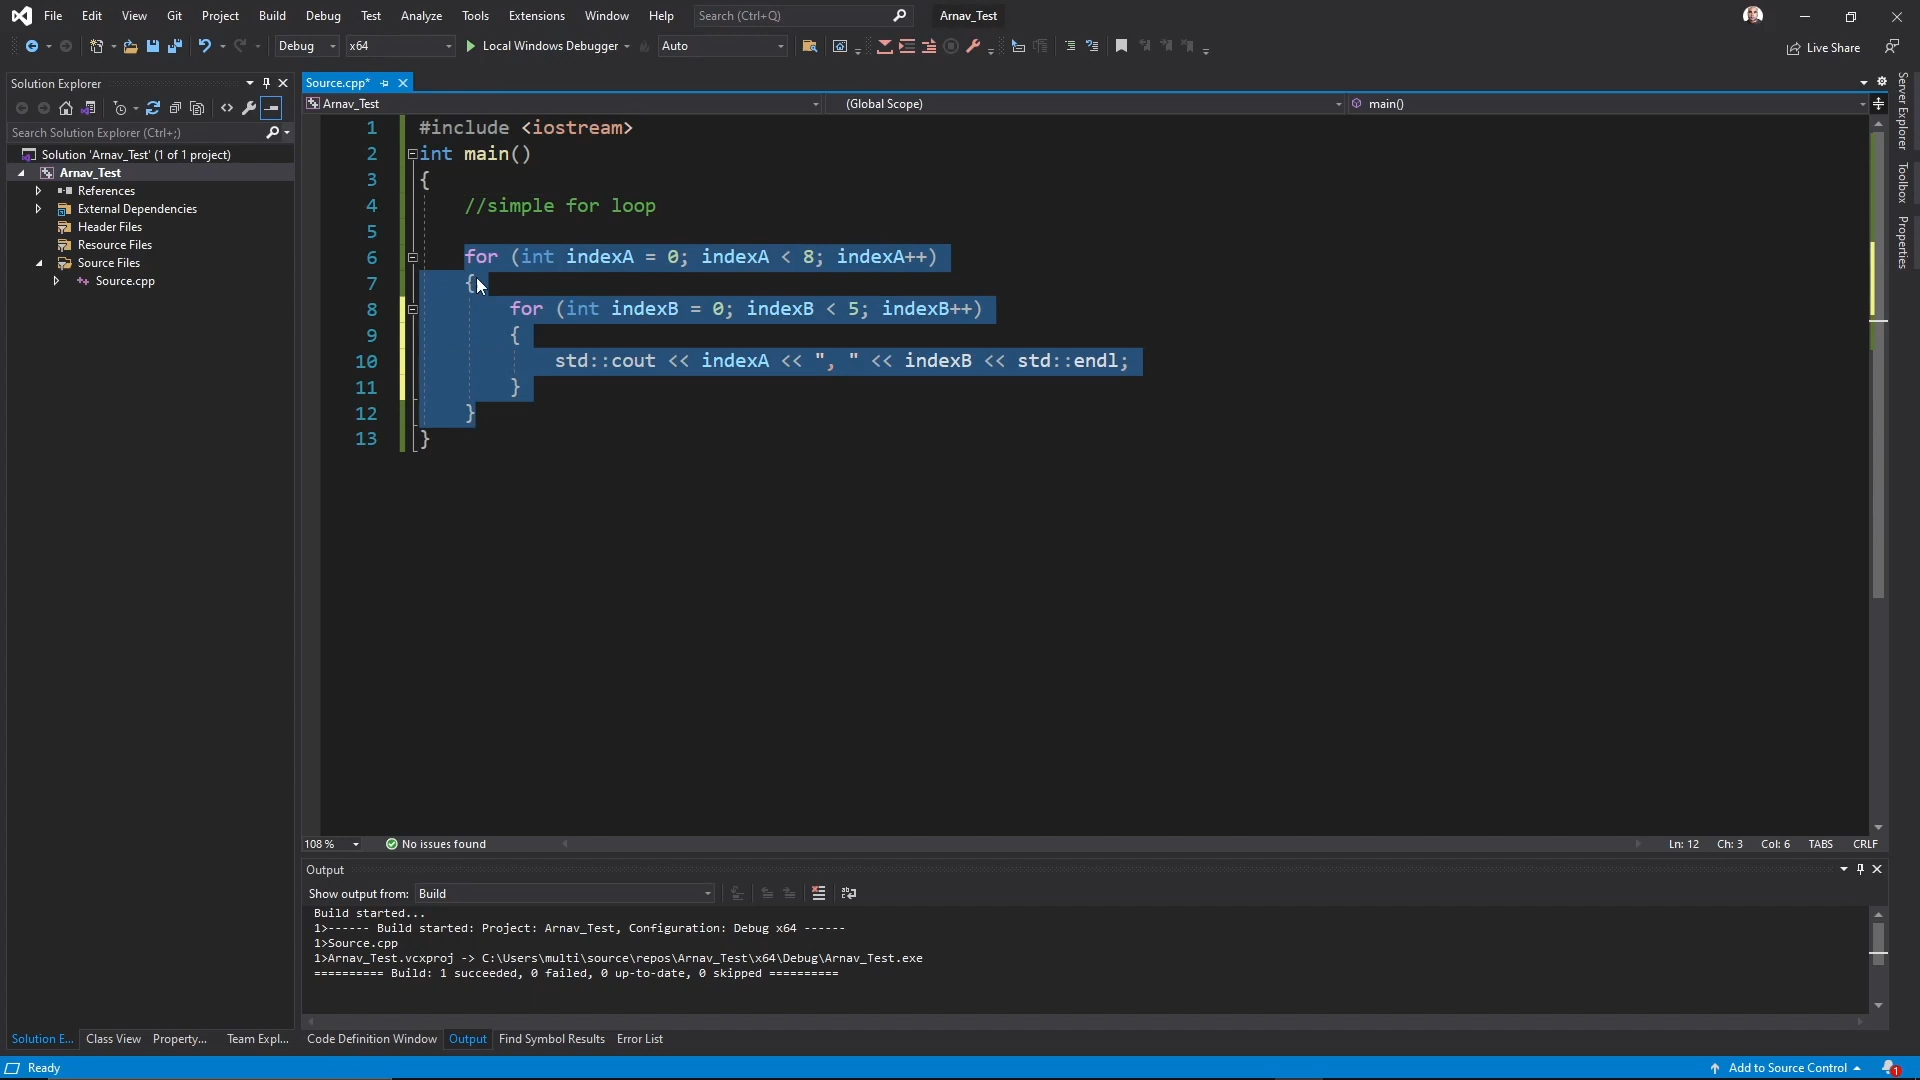 File Edit View Git Project Build Debug Test Analyze Tools Extensions Window Help Search (Ctrl+Q) Arnav_Test
Debug x64 Local Windows Debugger Auto Live Share
Solution Explorer
Search Solution Explorer (Ctrl+;)
Solution 'Arnav_Test' (1 of 1 project)
Arnav_Test
References
External Dependencies
Header Files
Resource Files
Source Files
Source.cpp
Source.cpp*
Arnav_Test (Global Scope) main()
1 #include <iostream>
2 int main()
3 {
4 //simple for loop
5
6 for (int indexA = 0; indexA < 8; indexA++)
7 {
8 for (int indexB = 0; indexB < 5; indexB++)
9 {
10 std::cout << indexA << ", " << indexB << std::endl;
11 }
12 }
13 }
108 % No issues found Ln: 12 Ch: 3 Col: 6 TABS CRLF
Output
Show output from: Build
Build started...
1>------ Build started: Project: Arnav_Test, Configuration: Debug x64 ------
1>Source.cpp
1>Arnav_Test.vcxproj -> C:\Users\multi\source\repos\Arnav_Test\x64\Debug\Arnav_Test.exe
========== Build: 1 succeeded, 0 failed, 0 up-to-date, 0 skipped ==========
Solution E... Class View Property... Team Expl... Code Definition Window Output Find Symbol Results Error List
Ready Add to Source Control 1
Server Explorer
Toolbox
Properties